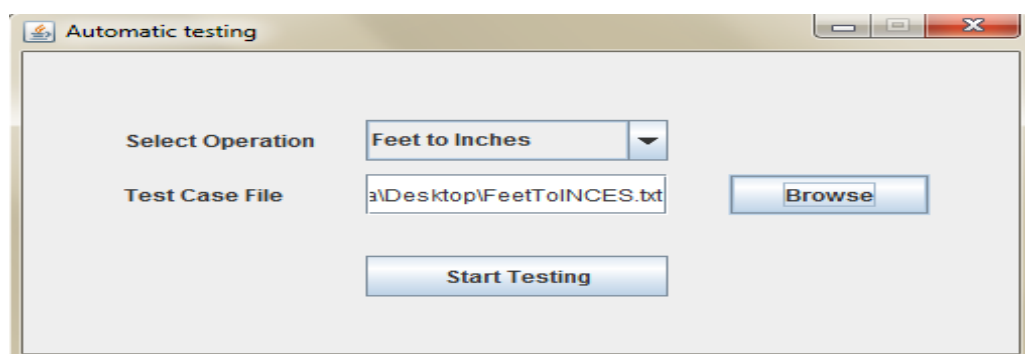 Automatic testing
Select Operation Feet to Inches
Test Case File a\Desktop\FeetToINCES.txt Browse
Start Testing